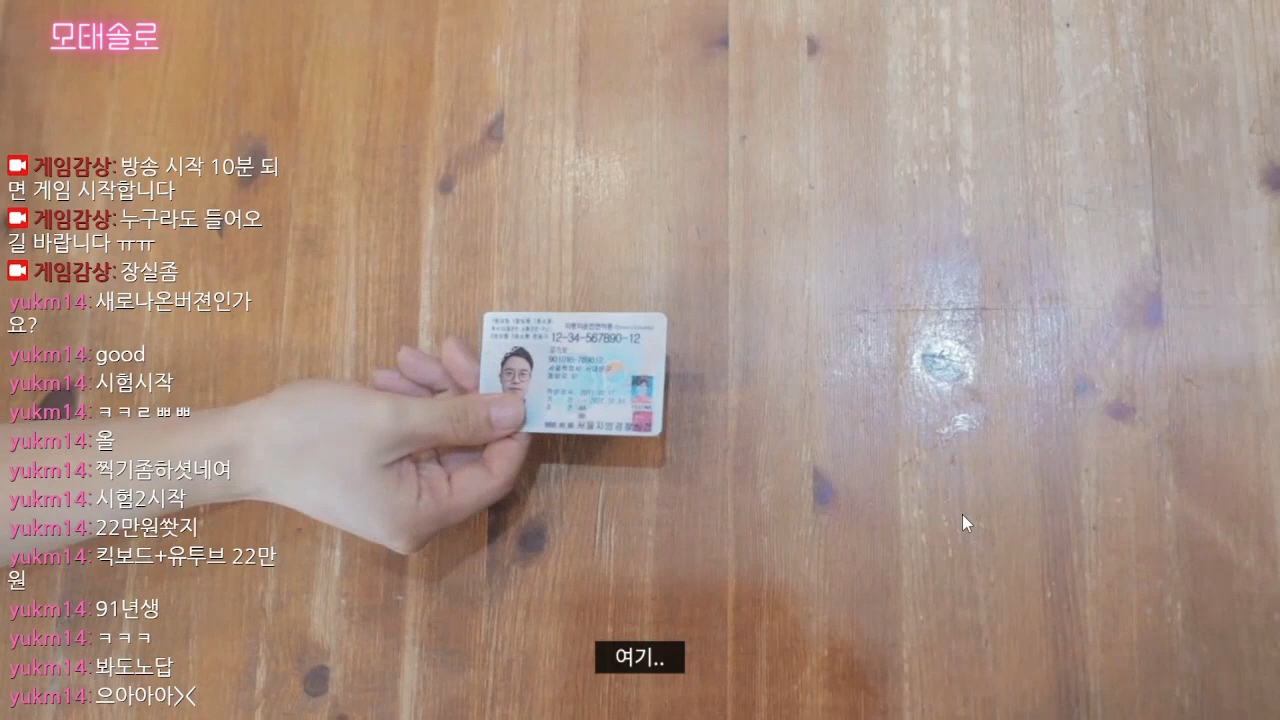 모태솔로
게임감상: 방송 시작 10분 되
면 게임 시작합니다
게임감상: 누구라도 들어오
길 바랍니다 ㅠㅠ
게임감상: 장실좀
yukm14: 새로나온버젼인가
요?
yukm14: good
yukm14: 시험시작
yukm14: ㅋㅋㄹㅃㅃ
yukm14: 올
yukm14: 찍기좀하셧네여
yukm14: 시험2시작
yukm14: 22만원쏫지
yukm14: 킥보드+유투브 22만
원
yukm14: 91년생
yukm14: ㅋㅋㅋ
yukm14: 봐도노답
yukm14: 으아아아><
자동차운전면허증
12-34-567890-12
여기..